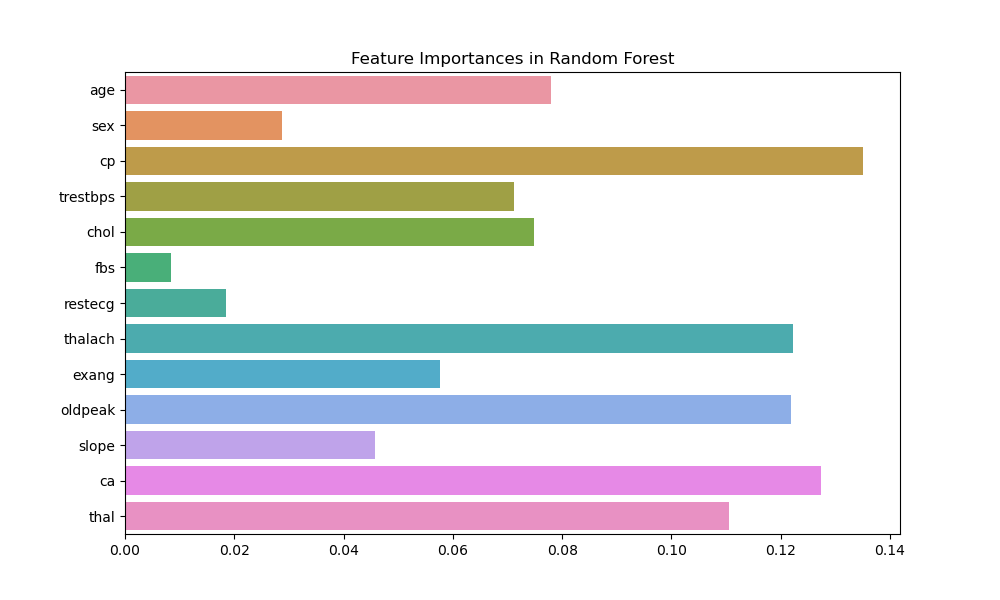 Feature Importances in Random Forest
age
sex
cp
trestbps
chol
fbs
restecg
thalach
exang
oldpeak
slope
ca
thal
0.00 0.02 0.04 0.06 0.08 0.10 0.12 0.14